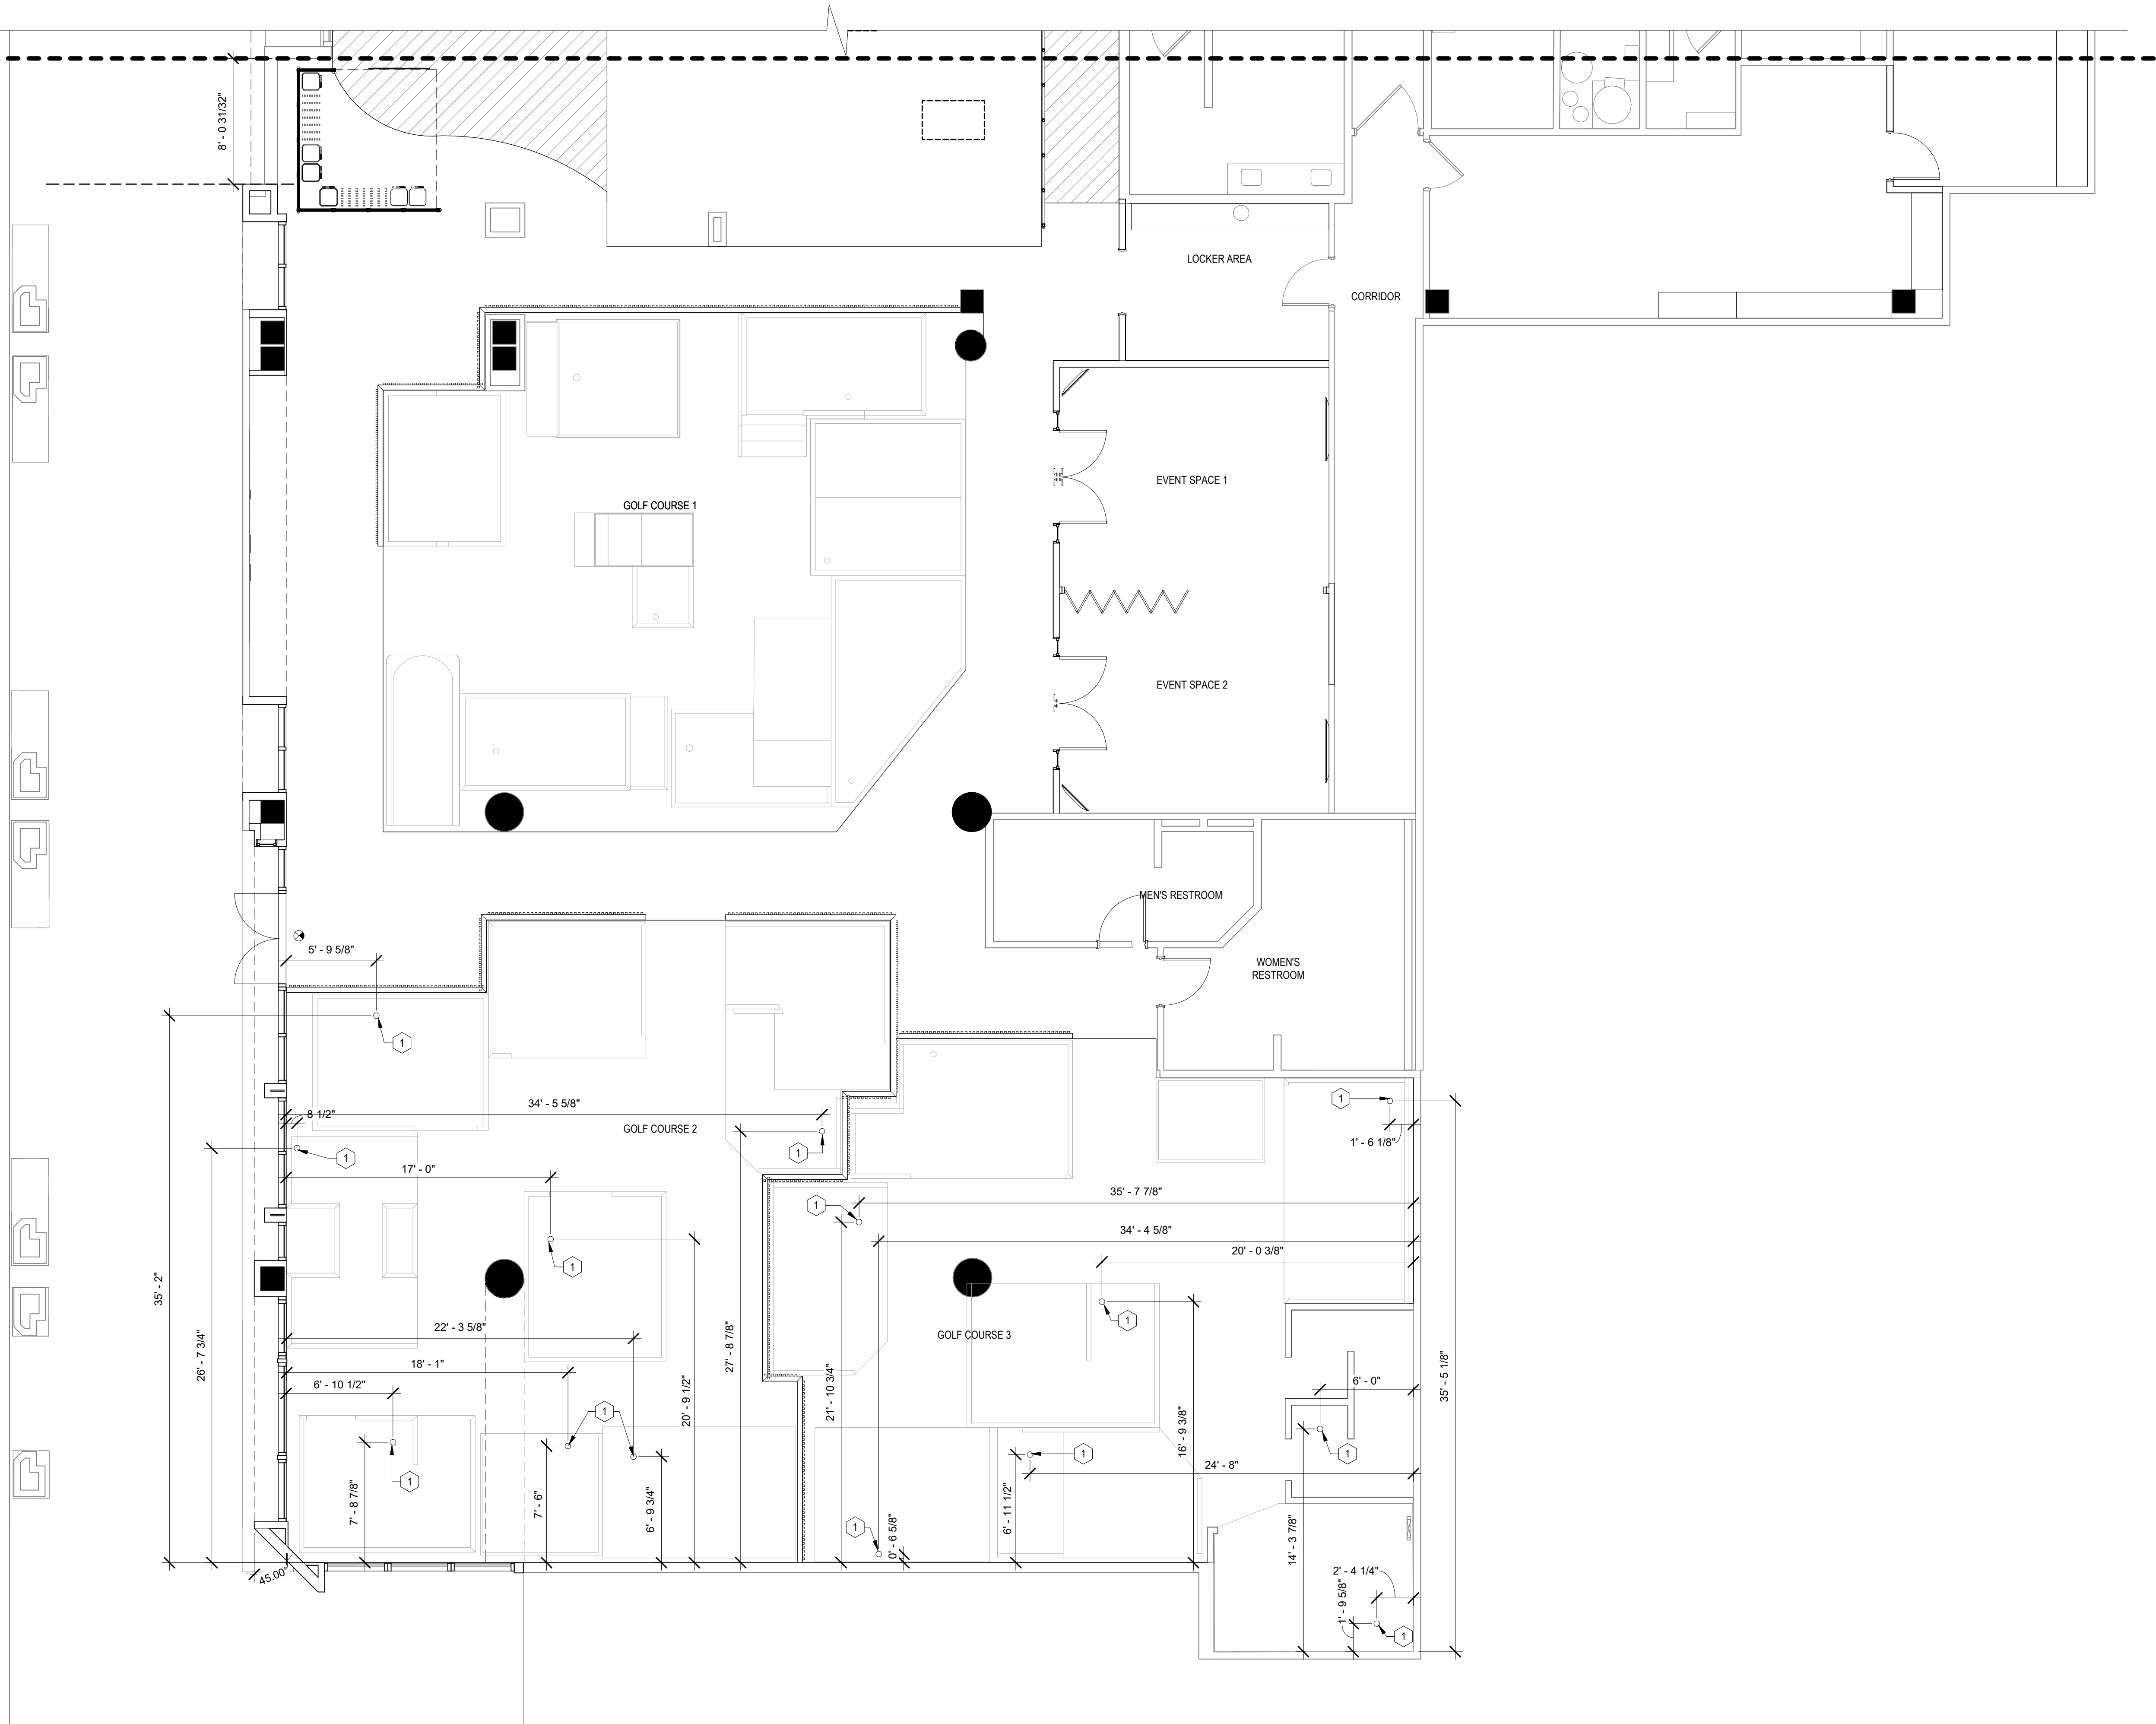 8' - 0 31/32"
LOCKER AREA
CORRIDOR
EVENT SPACE 1
GOLF COURSE 1
EVENT SPACE 2
MEN'S RESTROOM
5' - 9 5/8"
WOMEN'S
RESTROOM
1
1
34' - 5 5/8"
8 1/2"
GOLF COURSE 2
1' - 6 1/8"
1
1
17' - 0"
35' - 7 7/8"
1
34' - 4 5/8"
20' - 0 3/8"
1
35' - 2"
1
22' - 3 5/8"
GOLF COURSE 3
26' - 7 3/4"
27' - 8 7/8"
18' - 1"
6' - 10 1/2"
6' - 0"
35' - 5 1/8"
21' - 10 3/4"
20' - 9 1/2"
1
16' - 9 3/8"
1
1
24' - 8"
1
7' - 8 7/8"
7' - 6"
6' - 9 3/4"
6' - 11 1/2"
1
0' - 6 5/8"
14' - 3 7/8"
45.00°
2' - 4 1/4"
1' - 9 5/8"
1